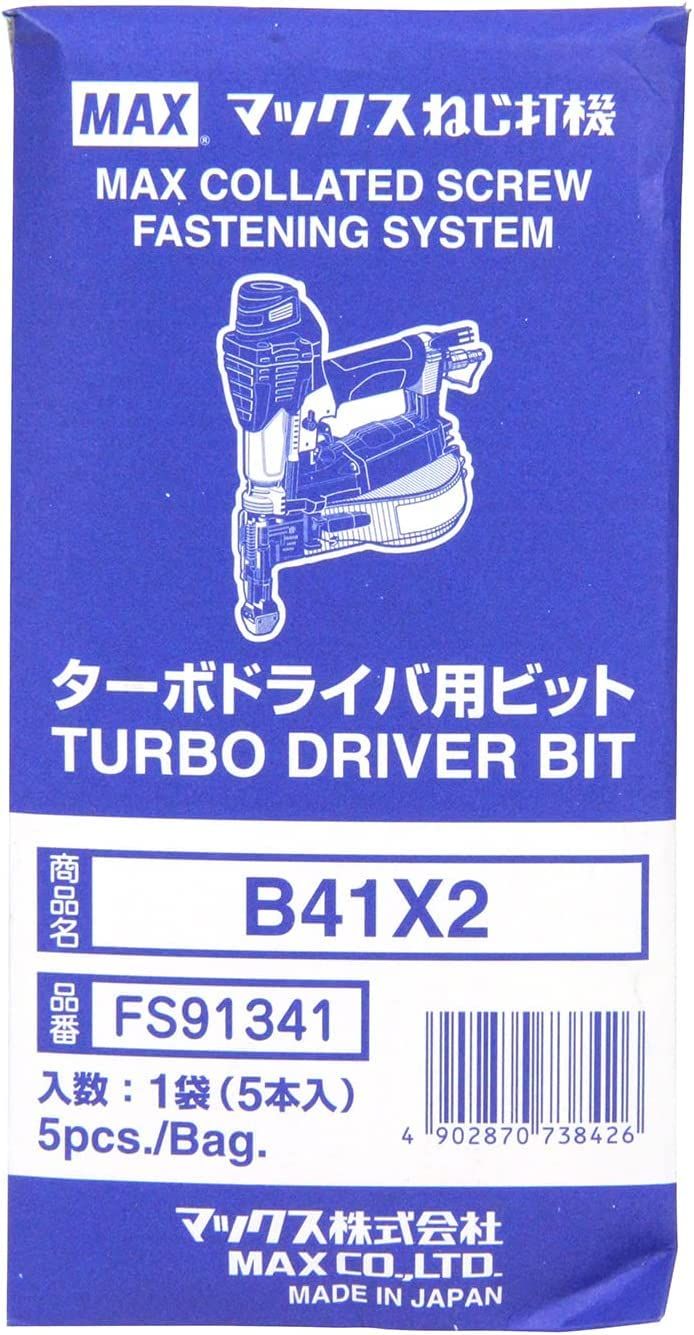 MAX® マックスねじ打機
MAX COLLATED SCREW
FASTENING SYSTEM
ターボドライバ用ビット
TURBO DRIVER BIT
商品名 B41X2
品番 FS91341
入数：1袋（5本入）
5pcs./Bag.
4 902870 738426
マックス株式会社
MAX CO.,LTD.
MADE IN JAPAN